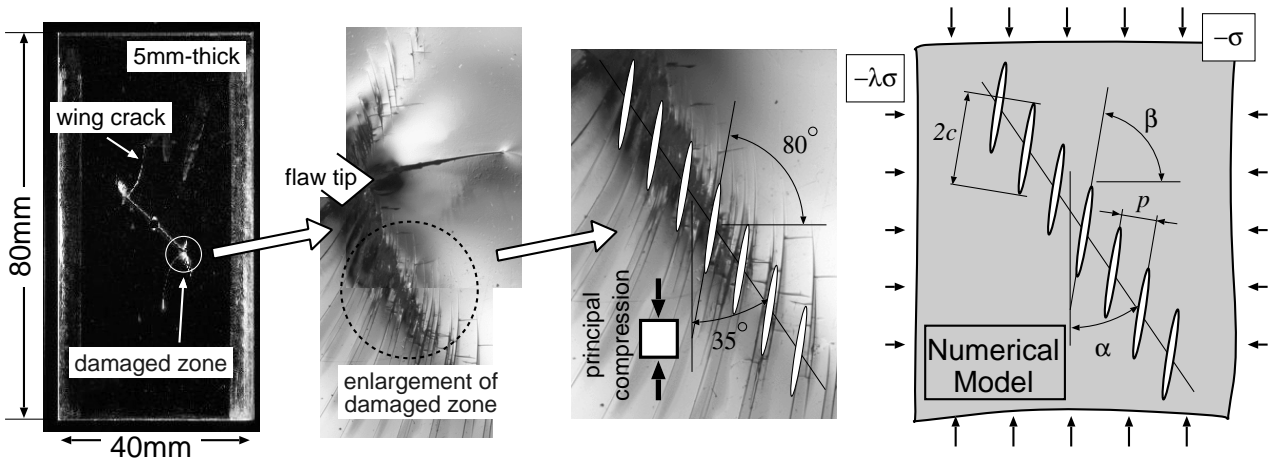 5mm-thick
wing crack
80mm
damaged zone
40mm
flaw tip
enlargement of
damaged zone
80°
35°
principal
compression
−σ
−λσ
2c
β
p
α
Numerical
Model